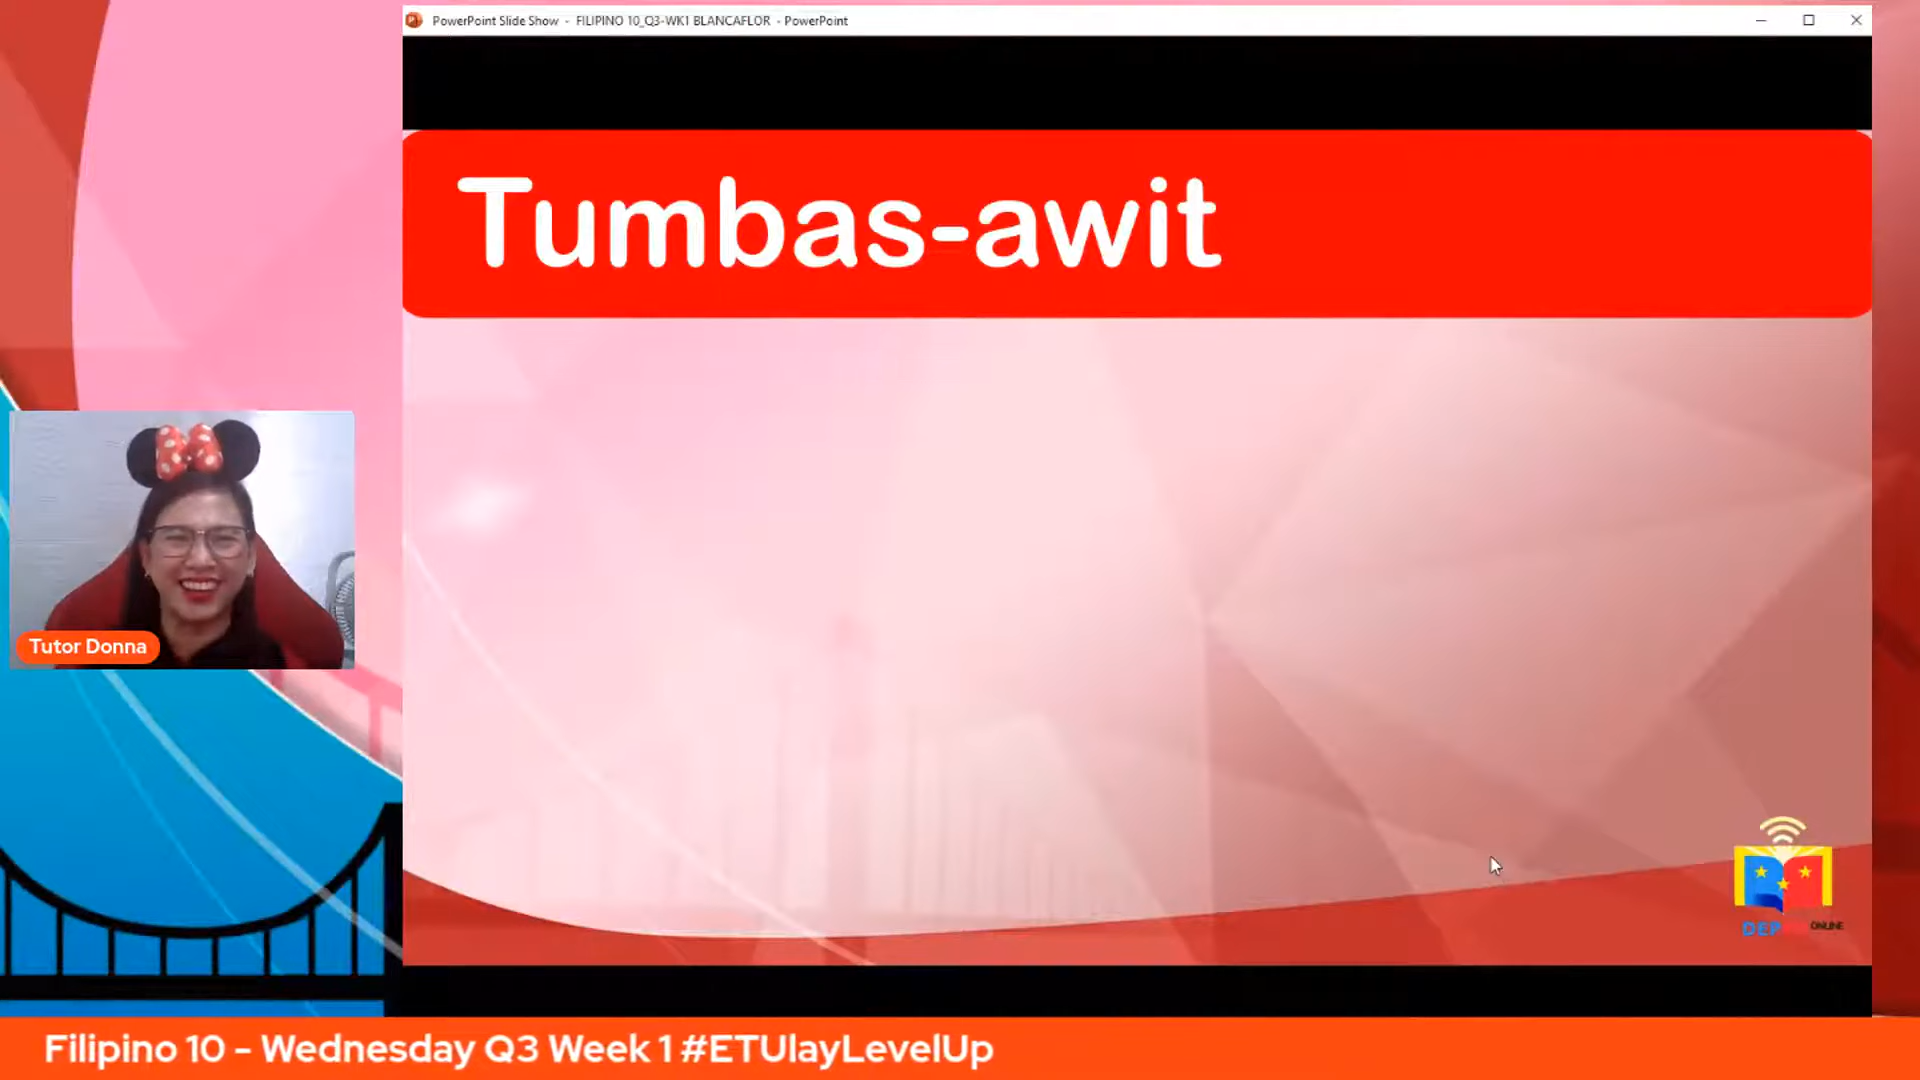 PowerPoint Slide Show - FILIPINO 10_Q3-WK1 BLANCAFLOR - PowerPoint
Tumbas-awit
Tutor Donna
DEP
ONLINE
Filipino 10 - Wednesday Q3 Week 1 #ETUlayLevelUp